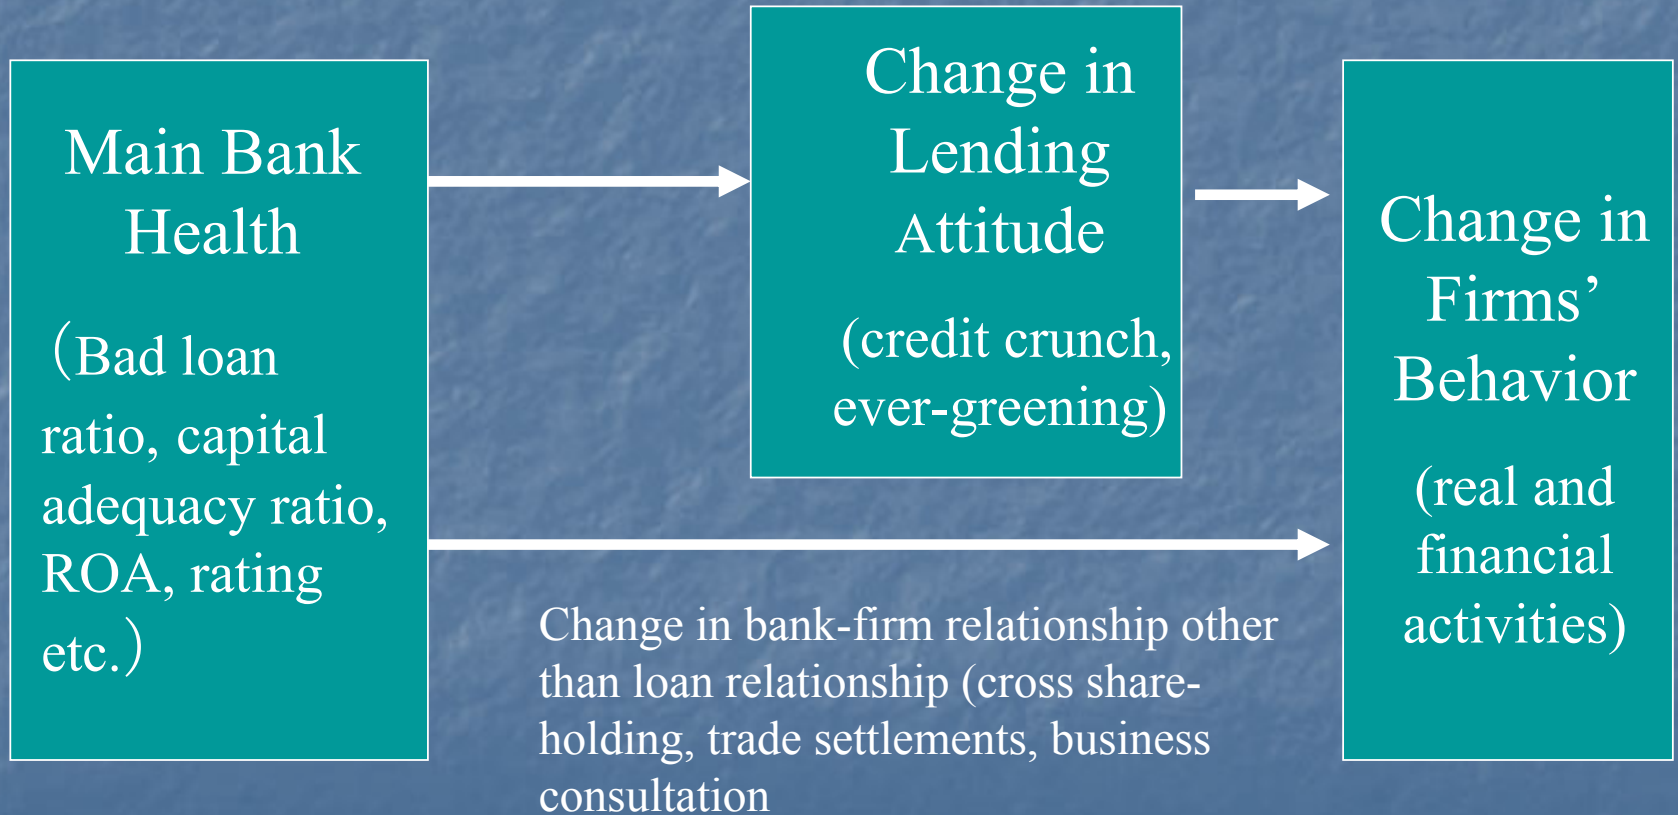 Main Bank
Health
（Bad loan
ratio, capital
adequacy ratio,
ROA, rating
etc.）
Change in
Lending
Attitude
(credit crunch,
ever-greening)
Change in
Firms’
Behavior
(real and
financial
activities)
Change in bank-firm relationship other
than loan relationship (cross share-
holding, trade settlements, business
consultation